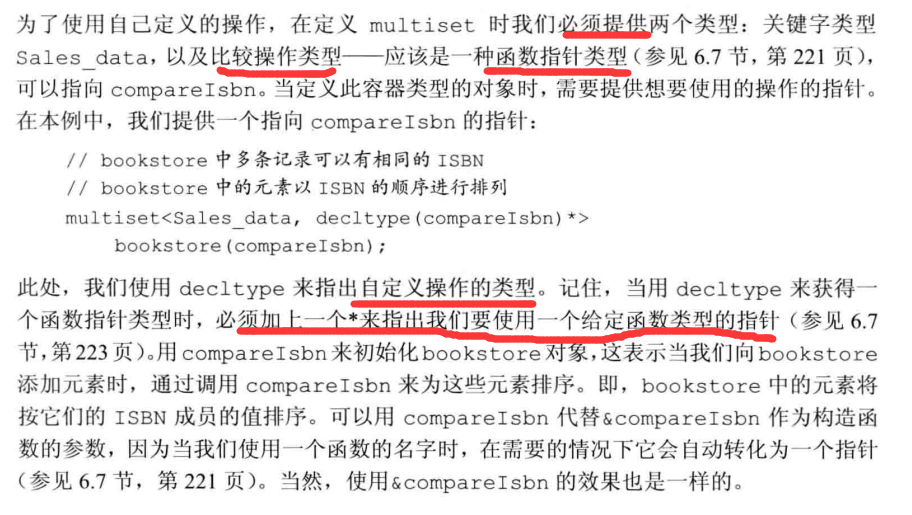 为了使用自己定义的操作，在定义 multiset 时我们必须提供两个类型：关键字类型
Sales_data，以及比较操作类型——应该是一种函数指针类型（参见 6.7 节，第 221 页），
可以指向 compareIsbn。当定义此容器类型的对象时，需要提供想要使用的操作的指针。
在本例中，我们提供一个指向 compareIsbn 的指针：
// bookstore 中多条记录可以有相同的 ISBN
// bookstore 中的元素以 ISBN 的顺序进行排列
multiset<Sales_data, decltype(compareIsbn)*>
bookstore(compareIsbn);
此处，我们使用 decltype 来指出自定义操作的类型。记住，当用 decltype 来获得一
个函数指针类型时，必须加上一个*来指出我们要使用一个给定函数类型的指针（参见 6.7
节，第 223 页）。用 compareIsbn 来初始化 bookstore 对象，这表示当我们向 bookstore
添加元素时，通过调用 compareIsbn 来为这些元素排序。即，bookstore 中的元素将
按它们的 ISBN 成员的值排序。可以用 compareIsbn 代替&compareIsbn 作为构造函
数的参数，因为当我们使用一个函数的名字时，在需要的情况下它会自动转化为一个指针
（参见 6.7 节，第 221 页）。当然，使用&compareIsbn 的效果也是一样的。